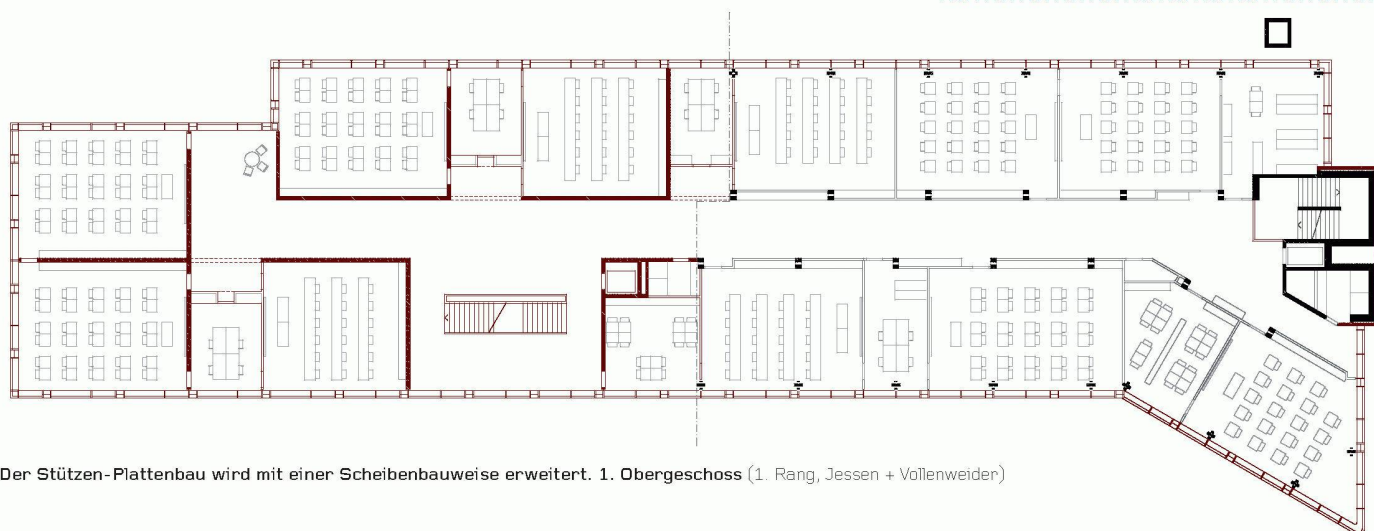 Der Stützen-Plattenbau wird mit einer Scheibenbauweise erweitert. 1. Obergeschoss (1. Rang, Jessen + Vollenweider)